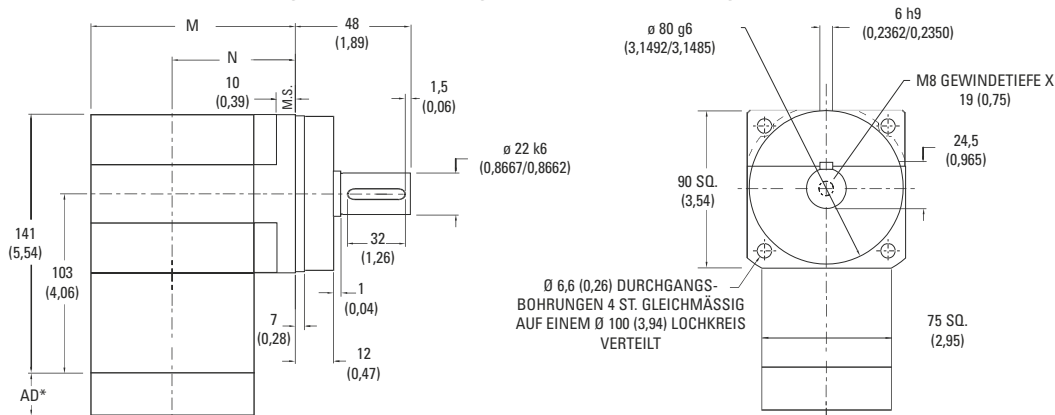 M
48
(1,89)
N
10
(0,39)
M.S.
1,5
(0,06)
ø 22 k6
(0,8667/0,8662)
141
(5,54)
103
(4,06)
32
(1,26)
1
(0,04)
7
(0,28)
12
(0,47)
AD*
6 h9
(0,2362/0,2350)
ø 80 g6
(3,1492/3,1485)
M8 GEWINDETIEFE X
19 (0,75)
24,5
(0,965)
90 SQ.
(3,54)
Ø 6,6 (0,26) DURCHGANGS-
BOHRUNGEN 4 ST. GLEICHMÄSSIG
AUF EINEM Ø 100 (3,94) LOCHKREIS
VERTEILT
75 SQ.
(2,95)